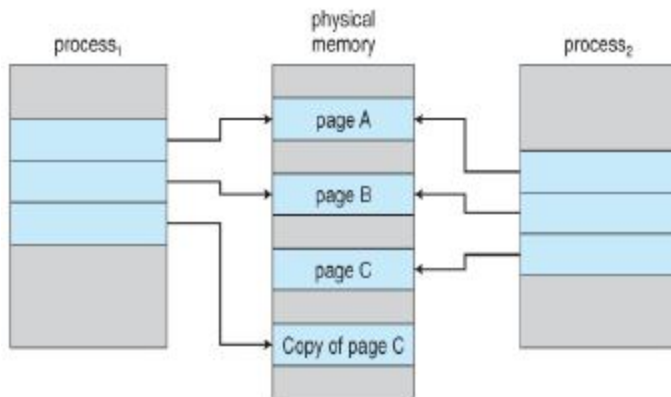 process₁
physical
memory
process₂
page A
page B
page C
Copy of page C